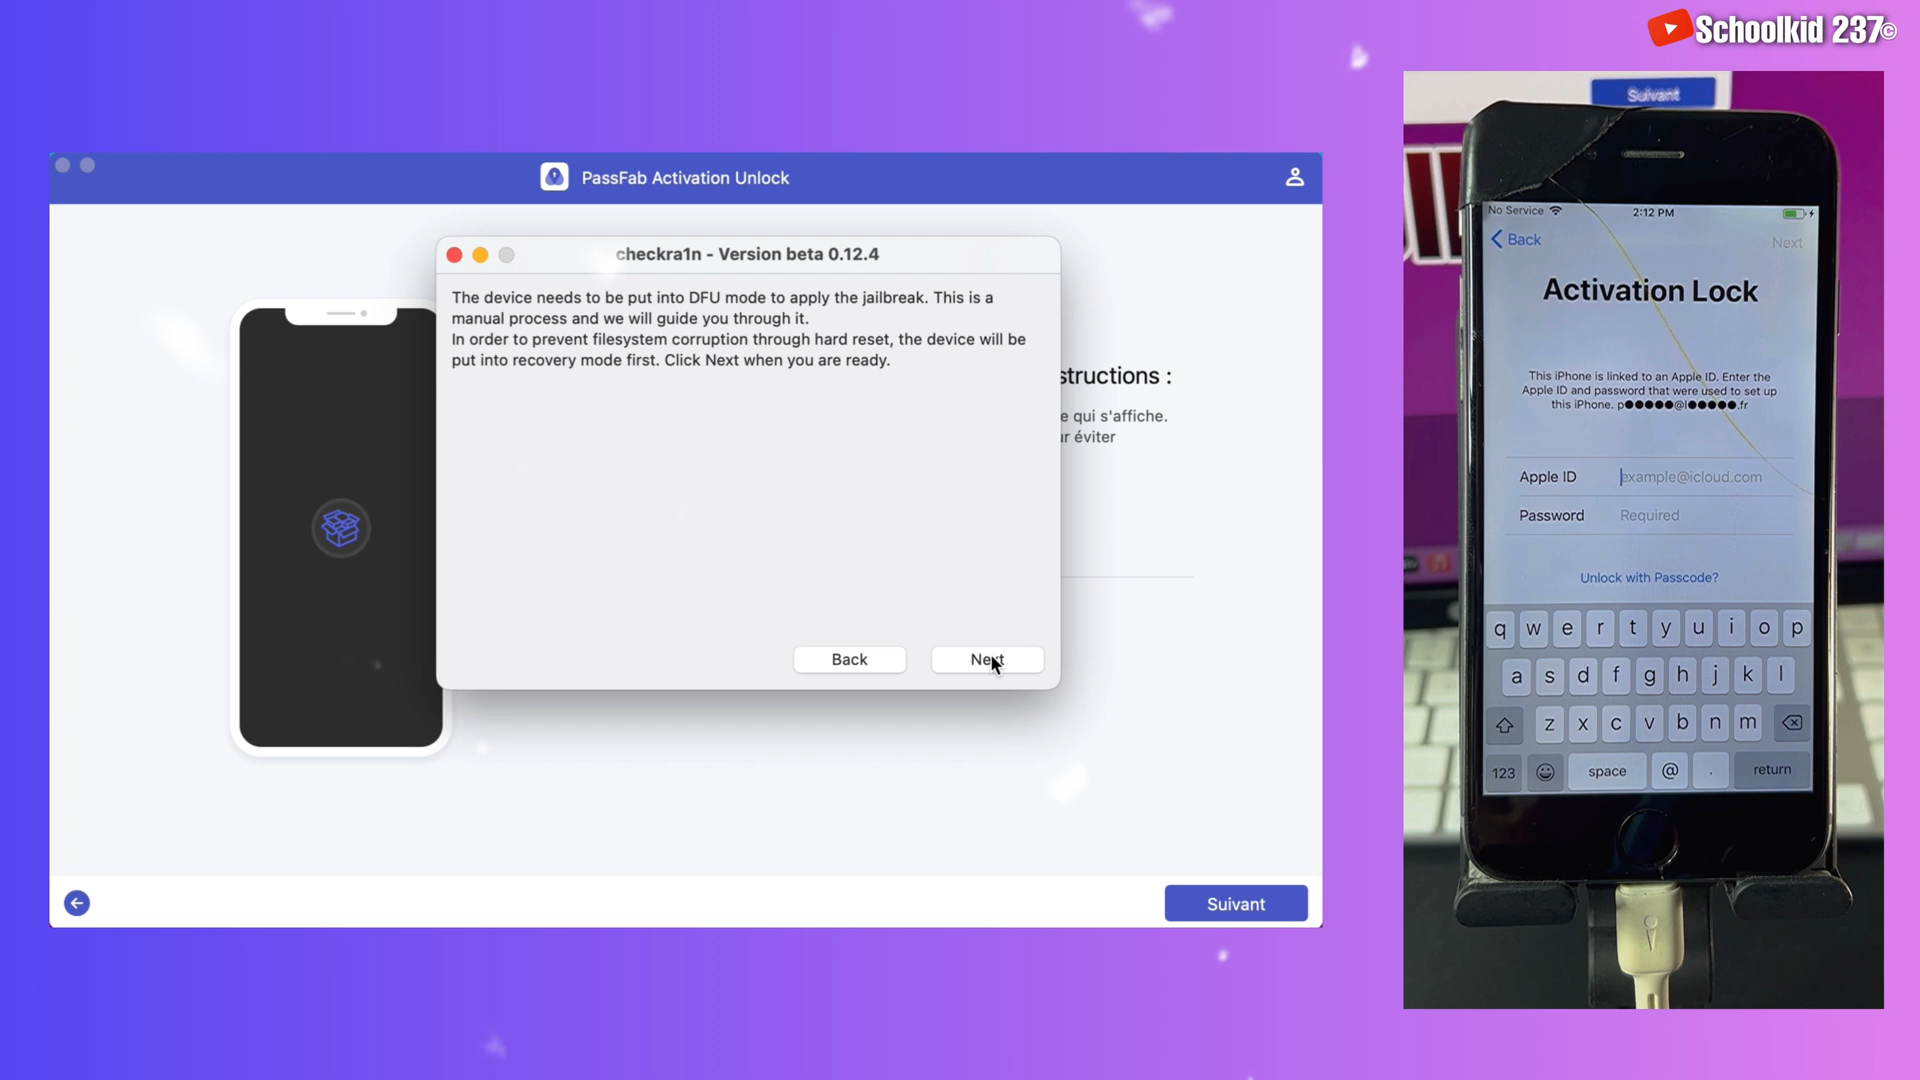 Schoolkid 237©
PassFab Activation Unlock
checkra1n - Version beta 0.12.4
The device needs to be put into DFU mode to apply the jailbreak. This is a
manual process and we will guide you through it.
In order to prevent filesystem corruption through hard reset, the device will be
put into recovery mode first. Click Next when you are ready.
structions :
e qui s'affiche.
ur éviter
Back
Next
Suivant
Suivant
No Service
2:12 PM
Back
Next
Activation Lock
This iPhone is linked to an Apple ID. Enter the
Apple ID and password that were used to set up
this iPhone. p●●●●●@l●●●●●.fr
Apple ID example@icloud.com
Password Required
Unlock with Passcode?
q w e r t y u i o p
a s d f g h j k l
z x c v b n m
123 space @ . return